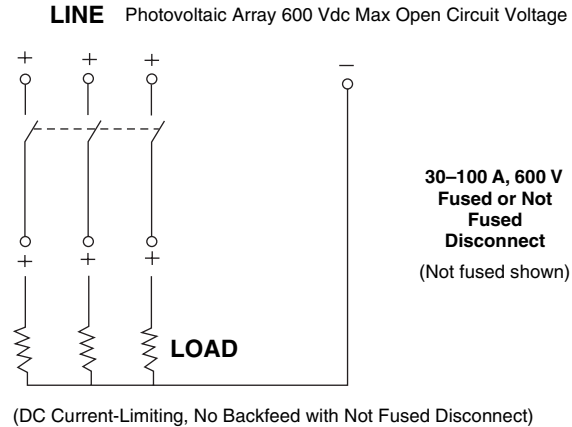 LINE Photovoltaic Array 600 Vdc Max Open Circuit Voltage
+ + + −
30–100 A, 600 V
Fused or Not
Fused
Disconnect
(Not fused shown)
+ + +
LOAD
(DC Current-Limiting, No Backfeed with Not Fused Disconnect)